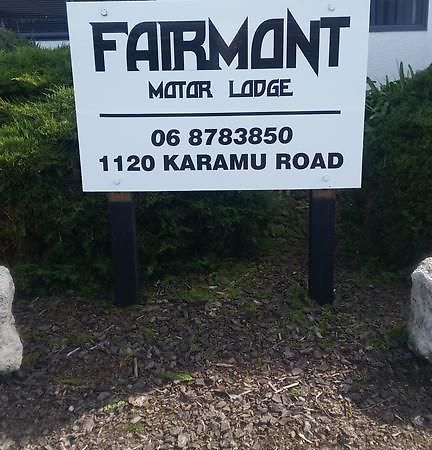 FAIRMONT
MOTOR LODGE
06 8783850
1120 KARAMU ROAD